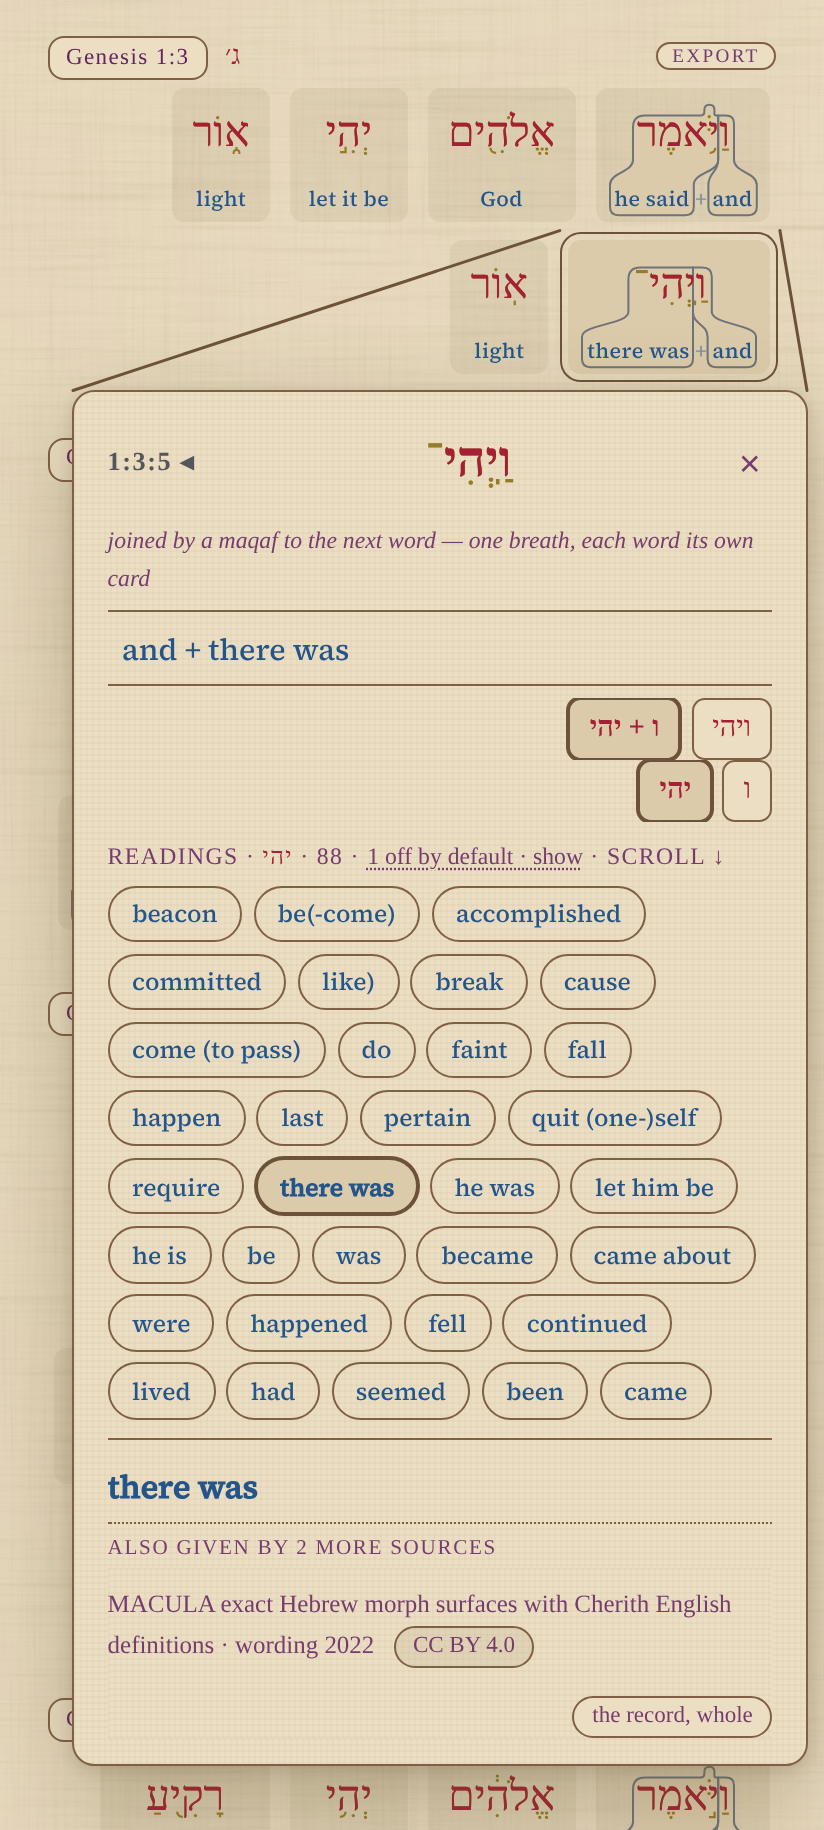 Genesis 1:3 ג׳ EXPORT
וַיֹּאמֶר אֱלֹהִים יְהִי אוֹר
he said + and God let it be light
וַיְהִי־ אוֹר
there was + and light
1:3:5 ◀ וַיְהִי־ ×
joined by a maqaf to the next word — one breath, each word its own
card
and + there was
ויהי ו + יהי
ו יהי
READINGS · יהי · 88 · 1 off by default · show · SCROLL ↓
beacon be(-come) accomplished
committed like) break cause
come (to pass) do faint fall
happen last pertain quit (one-)self
require there was he was let him be
he is be was became came about
were happened fell continued
lived had seemed been came
there was
ALSO GIVEN BY 2 MORE SOURCES
MACULA exact Hebrew morph surfaces with Cherith English
definitions · wording 2022 CC BY 4.0
the record, whole
וַיֹּאמֶר אֱלֹהִים יְהִי רָקִיעַ